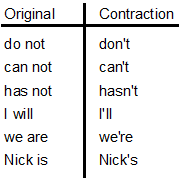 Original Contraction
do not don't
can not can't
has not hasn't
I will I'll
we are we're
Nick is Nick's